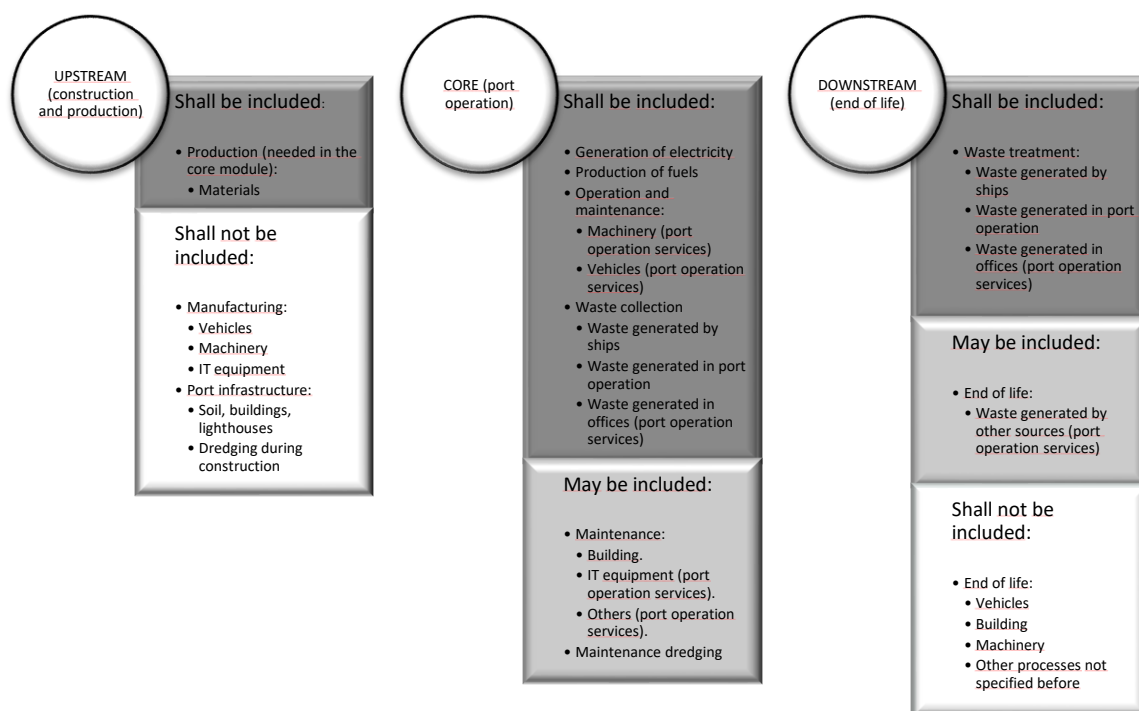 UPSTREAM
(construction
and production)
Shall be included:
• Production (needed in the
core module):
• Materials
Shall not be
included:
• Manufacturing:
• Vehicles
• Machinery
• IT equipment
• Port infrastructure:
• Soil, buildings,
lighthouses
• Dredging during
construction
CORE (port
operation)
Shall be included:
• Generation of electricity
• Production of fuels
• Operation and
maintenance:
• Machinery (port
operation services)
• Vehicles (port operation
services)
• Waste collection
• Waste generated by
ships
• Waste generated in port
operation
• Waste generated in
offices (port operation
services)
May be included:
• Maintenance:
• Building.
• IT equipment (port
operation services).
• Others (port operation
services).
• Maintenance dredging
DOWNSTREAM
(end of life)
Shall be included:
• Waste treatment:
• Waste generated by
ships
• Waste generated in port
operation
• Waste generated in
offices (port operation
services)
May be included:
• End of life:
• Waste generated by
other sources (port
operation services)
Shall not be
included:
• End of life:
• Vehicles
• Building
• Machinery
• Other processes not
specified before